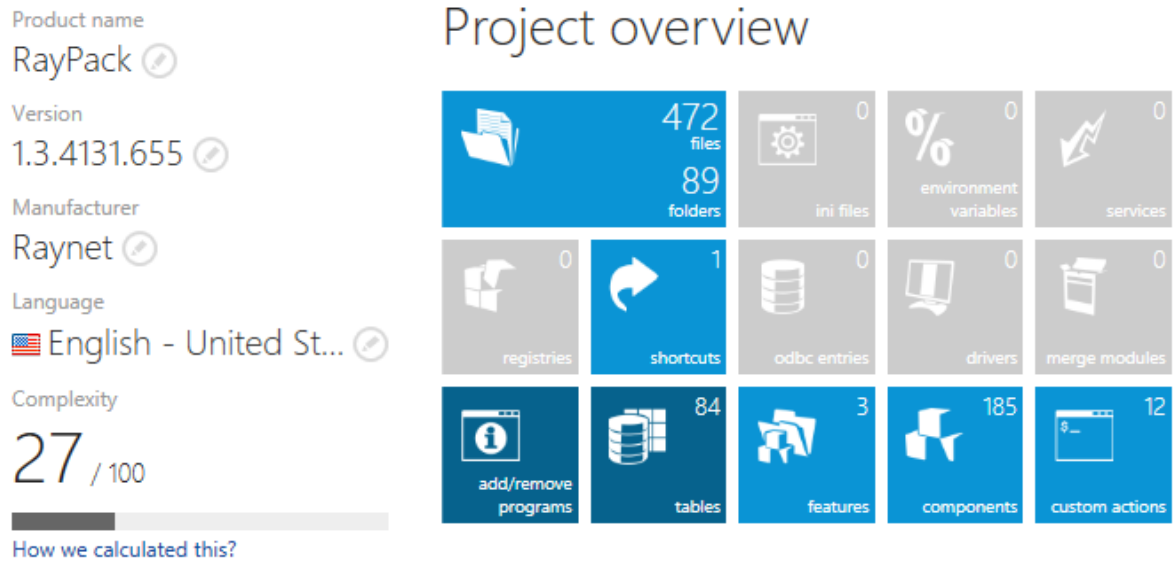 Product name
RayPack
Version
1.3.4131.655
Manufacturer
Raynet
Language
English - United St...
Complexity
27 / 100
How we calculated this?
Project overview
472
files
89
folders
0
ini files
0
environment
variables
0
services
0
registries
1
shortcuts
0
odbc entries
0
drivers
0
merge modules
add/remove
programs
84
tables
3
features
185
components
$_
12
custom actions